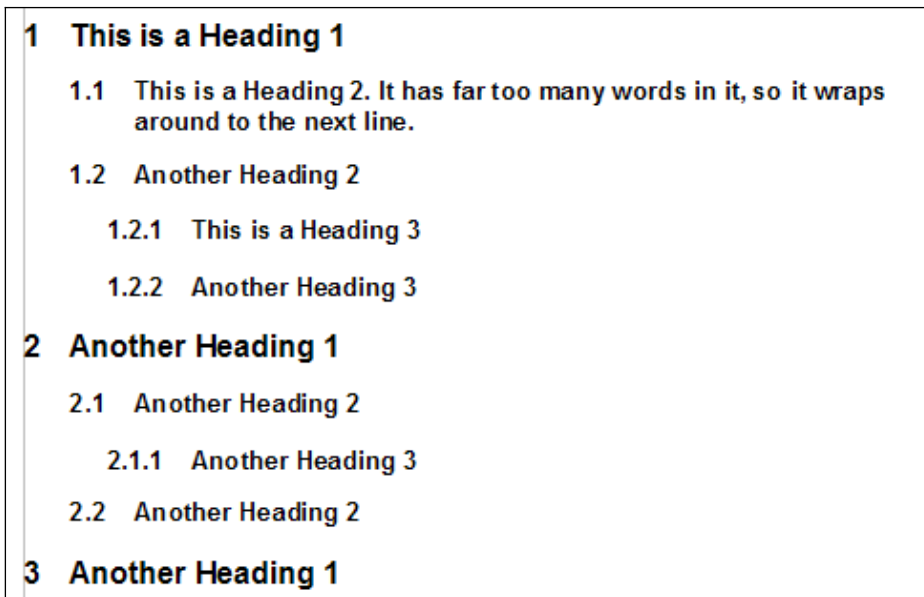 1 This is a Heading 1
1.1 This is a Heading 2. It has far too many words in it, so it wraps
around to the next line.
1.2 Another Heading 2
1.2.1 This is a Heading 3
1.2.2 Another Heading 3
2 Another Heading 1
2.1 Another Heading 2
2.1.1 Another Heading 3
2.2 Another Heading 2
3 Another Heading 1